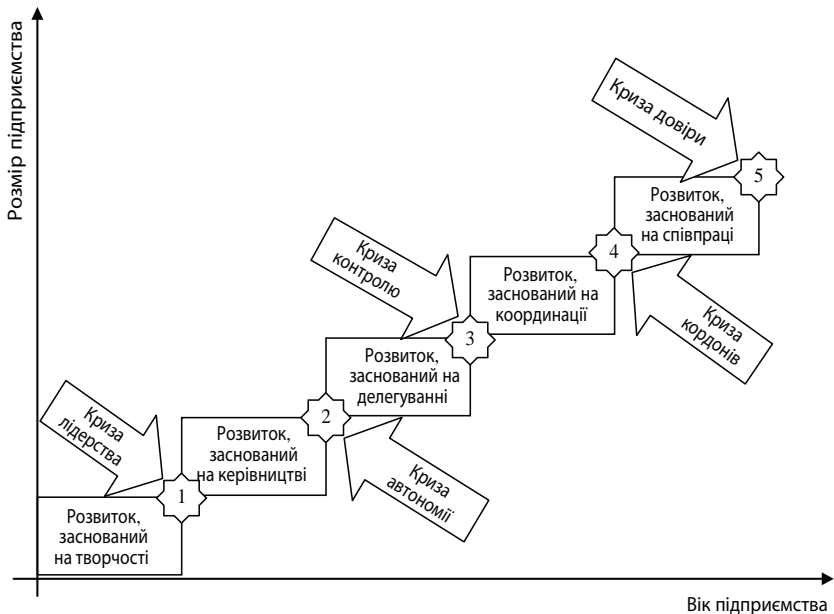 Розмір підприємства
Криза довіри
5
Розвиток,
заснований
на співпраці
4
Криза
кордонів
Криза
контролю
Розвиток,
заснований на
координації
3
Розвиток,
заснований на
делегуванні
2
Криза
автономії
Криза
лідерства
Розвиток,
заснований
на керівництві
1
Розвиток,
заснований
на творчості
Вік підприємства